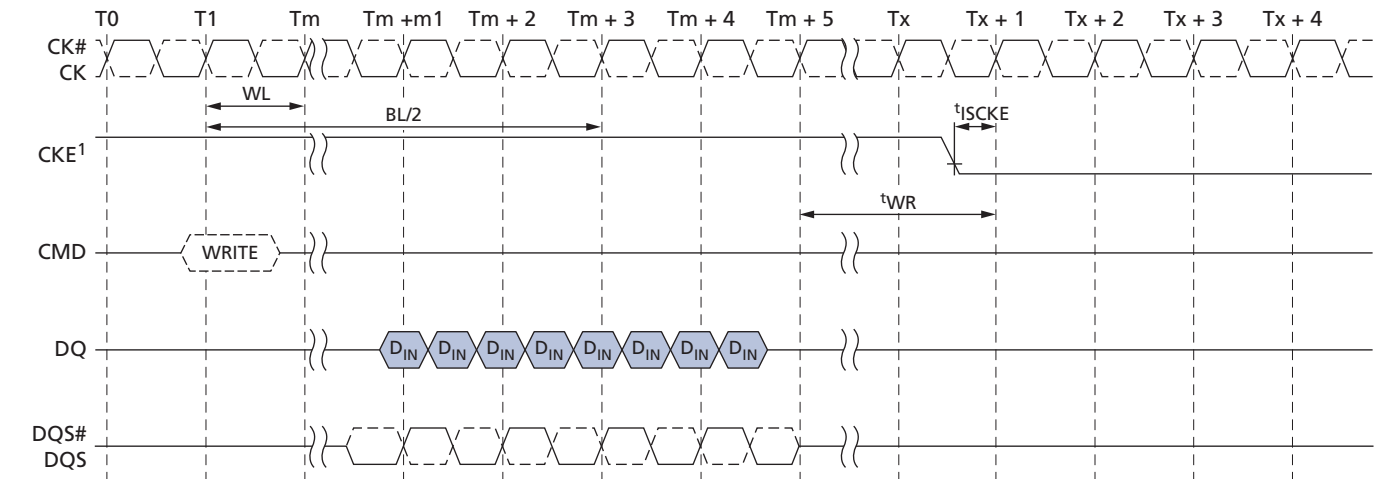 T0 T1 Tm Tm +m1 Tm + 2 Tm + 3 Tm + 4 Tm + 5 Tx Tx + 1 Tx + 2 Tx + 3 Tx + 4
CK#
CK
WL
BL/2
tISCKE
CKE1
tWR
CMD WRITE
DQ DIN DIN DIN DIN DIN DIN DIN DIN
DQS#
DQS